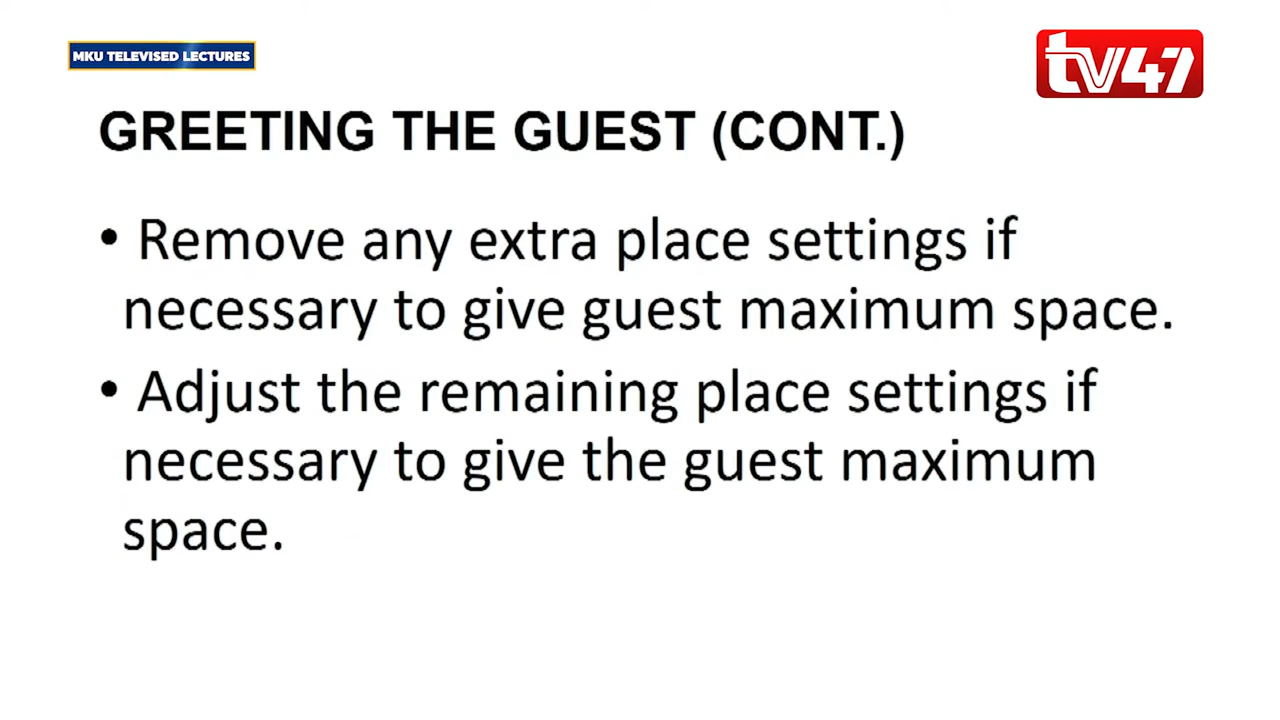 MKU TELEVISED LECTURES
tv47
GREETING THE GUEST (CONT.)
• Remove any extra place settings if
necessary to give guest maximum space.
• Adjust the remaining place settings if
necessary to give the guest maximum
space.